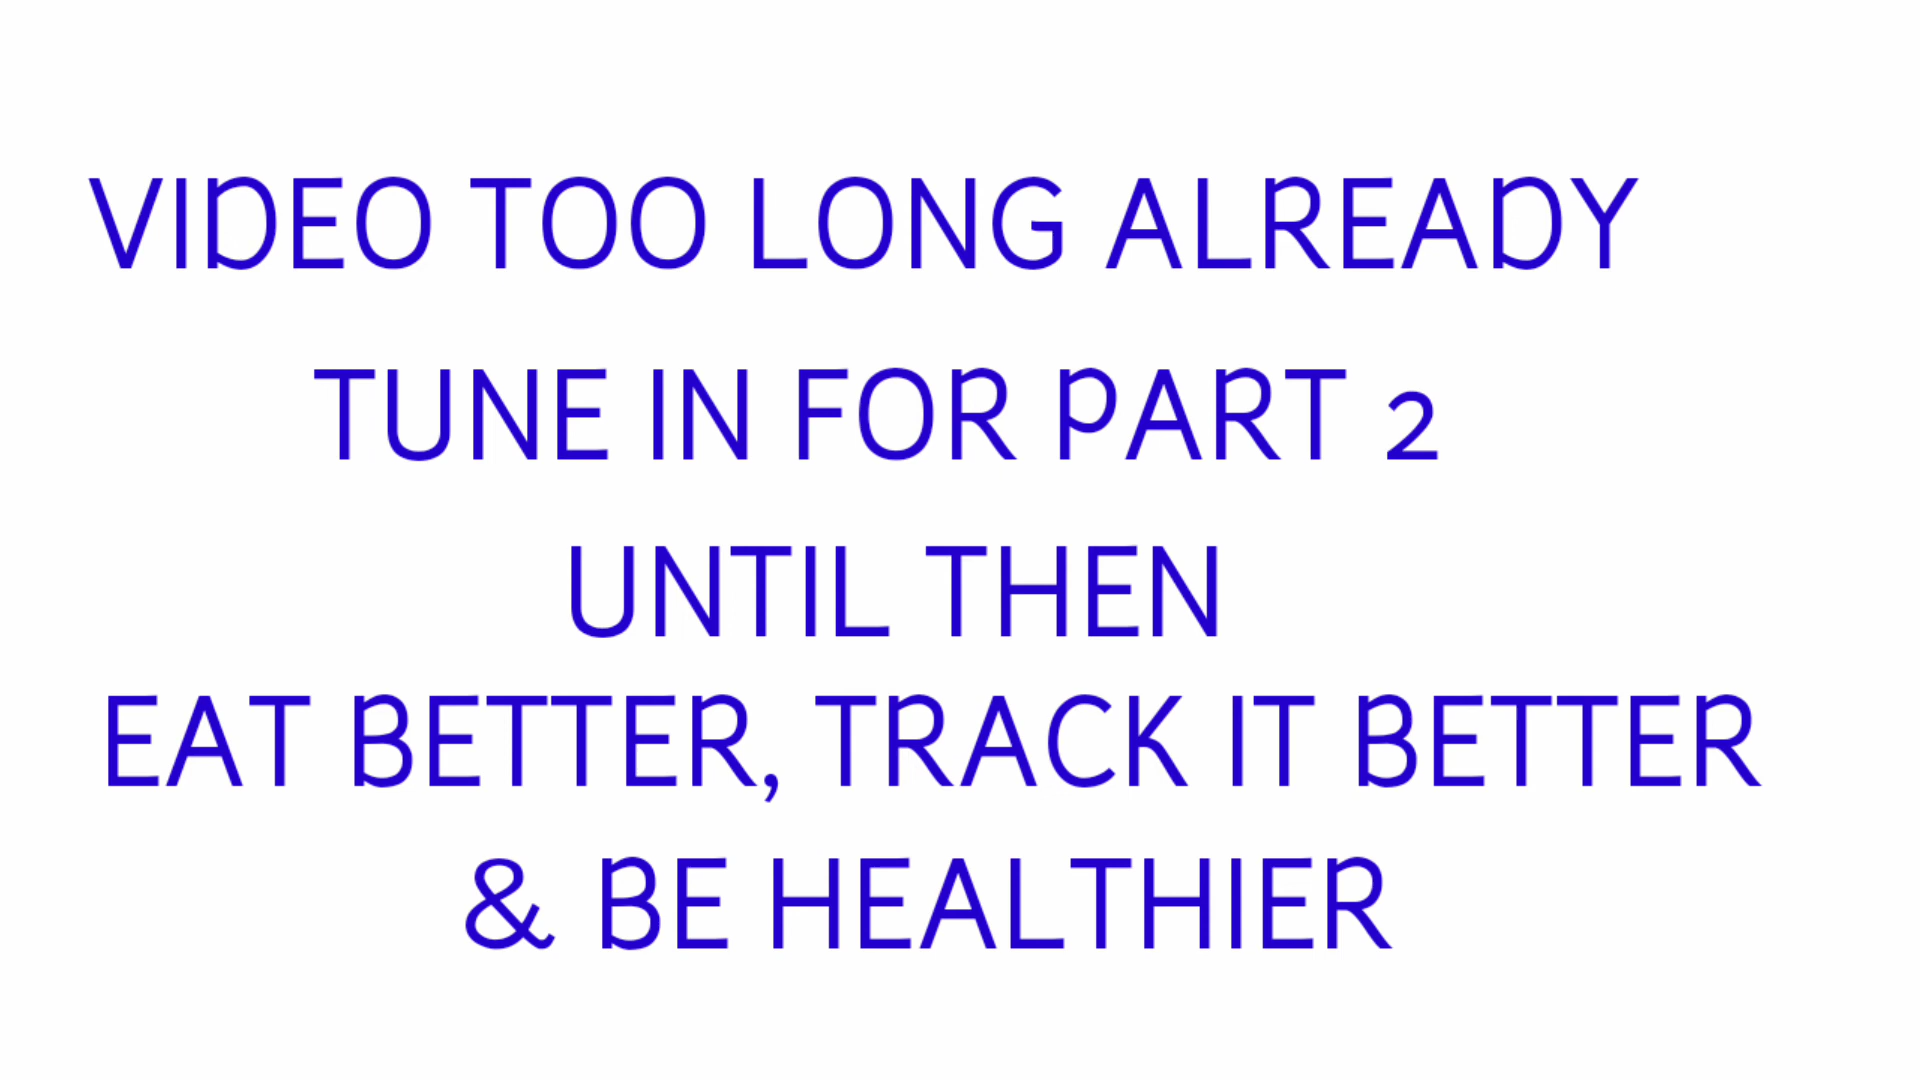 VIDEO TOO LONG ALREADY
TUNE IN FOR PART 2
UNTIL THEN
EAT BETTER, TRACK IT BETTER
& BE HEALTHIER